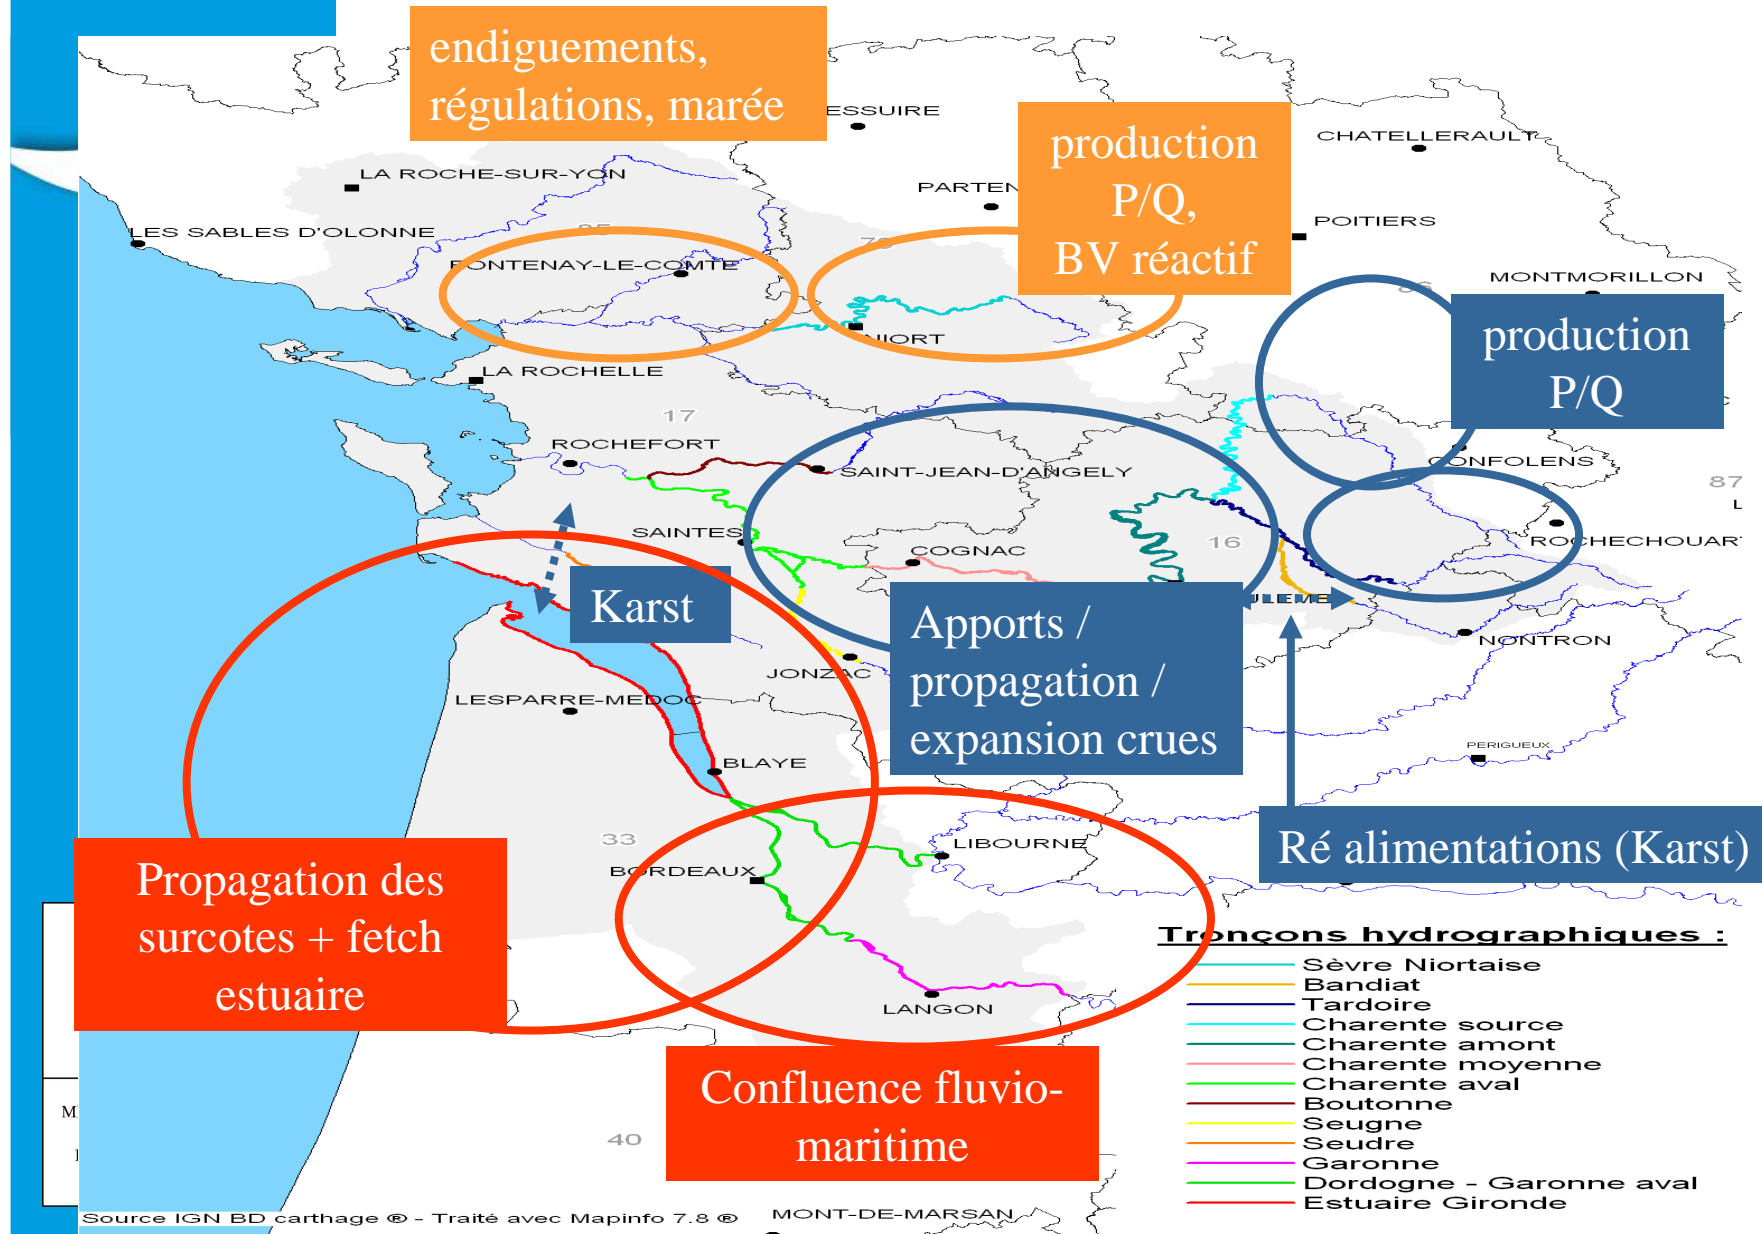 endiguements,
régulations, marée
ESSUIRE
production
P/Q,
BV réactif
CHATELLERAULT
LA ROCHE-SUR-YON
PARTEN
POITIERS
LES SABLES D'OLONNE
85
79
FONTENAY-LE-COMTE
MONTMORILLON
86
production
P/Q
NIORT
LA ROCHELLE
17
ROCHEFORT
SAINT-JEAN-D'ANGELY
CONFOLENS
87
L
SAINTES
COGNAC
16
ROCHECHOUAR
Karst
ULEME
Apports /
propagation /
expansion crues
NONTRON
JONZAC
LESPARRE-MEDOC
PERIGUEUX
BLAYE
33
LIBOURNE
Ré alimentations (Karst)
BORDEAUX
Propagation des
surcotes + fetch
estuaire
LANGON
Tronçons hydrographiques :
Sèvre Niortaise
Bandiat
Tardoire
Charente source
Charente amont
Charente moyenne
Charente aval
Boutonne
Seugne
Seudre
Garonne
Dordogne - Garonne aval
Estuaire Gironde
Confluence fluvio-
maritime
40
Source IGN BD carthage ® - Traité avec Mapinfo 7.8 ®
MONT-DE-MARSAN